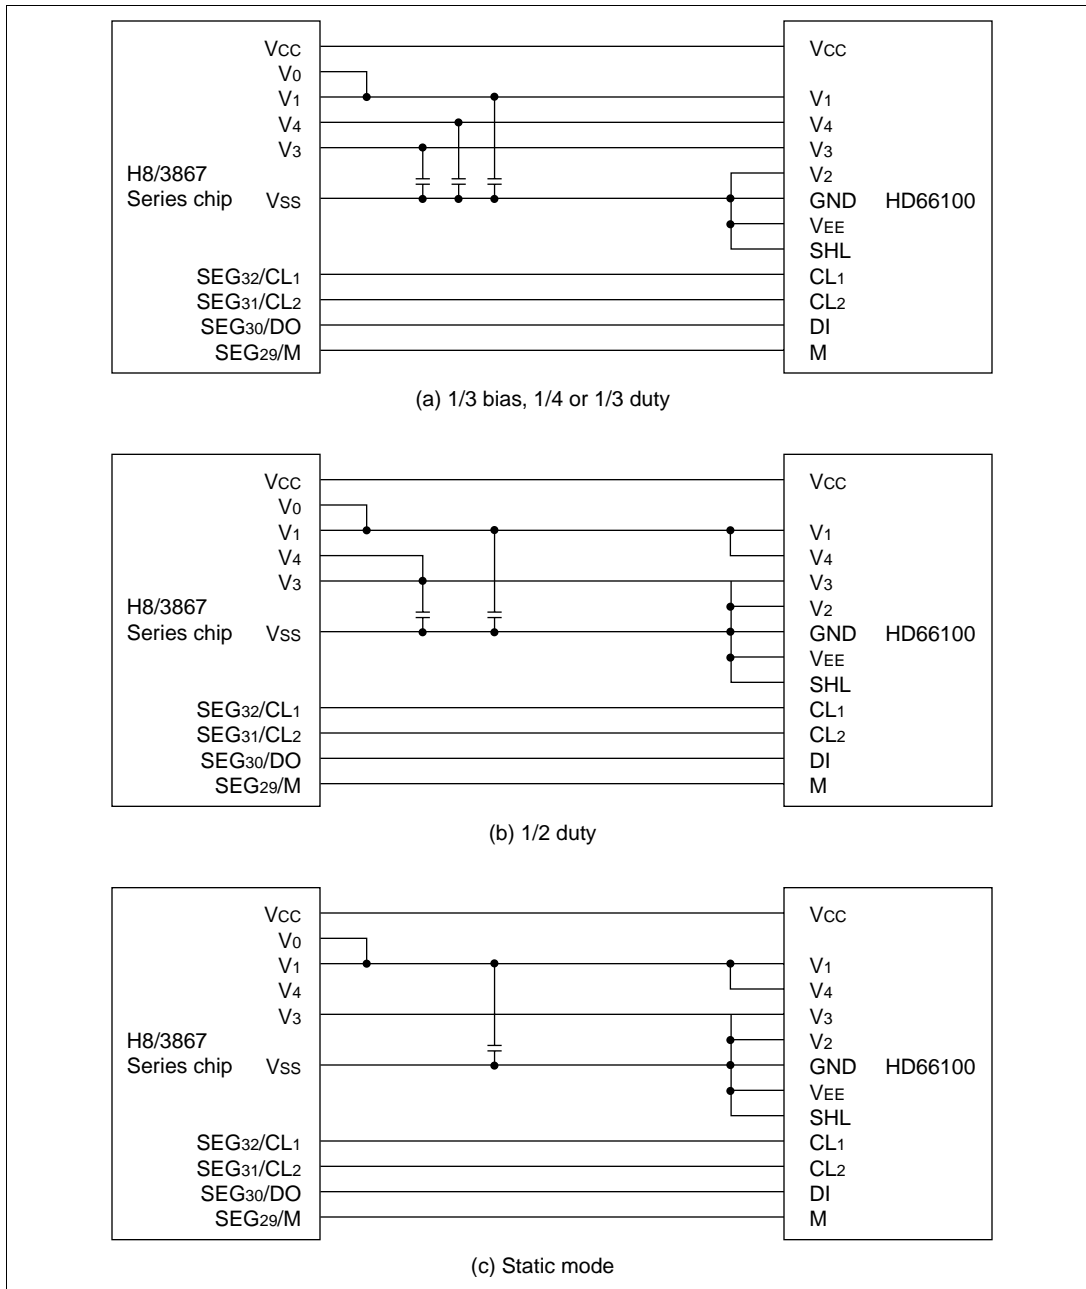 VCC
V0
V1
V4
V3
H8/3867
Series chip
VSS
SEG32/CL1
SEG31/CL2
SEG30/DO
SEG29/M
VCC
V1
V4
V3
V2
GND
HD66100
VEE
SHL
CL1
CL2
DI
M
(a) 1/3 bias, 1/4 or 1/3 duty
VCC
V0
V1
V4
V3
H8/3867
Series chip
VSS
SEG32/CL1
SEG31/CL2
SEG30/DO
SEG29/M
VCC
V1
V4
V3
V2
GND
HD66100
VEE
SHL
CL1
CL2
DI
M
(b) 1/2 duty
VCC
V0
V1
V4
V3
H8/3867
Series chip
VSS
SEG32/CL1
SEG31/CL2
SEG30/DO
SEG29/M
VCC
V1
V4
V3
V2
GND
HD66100
VEE
SHL
CL1
CL2
DI
M
(c) Static mode